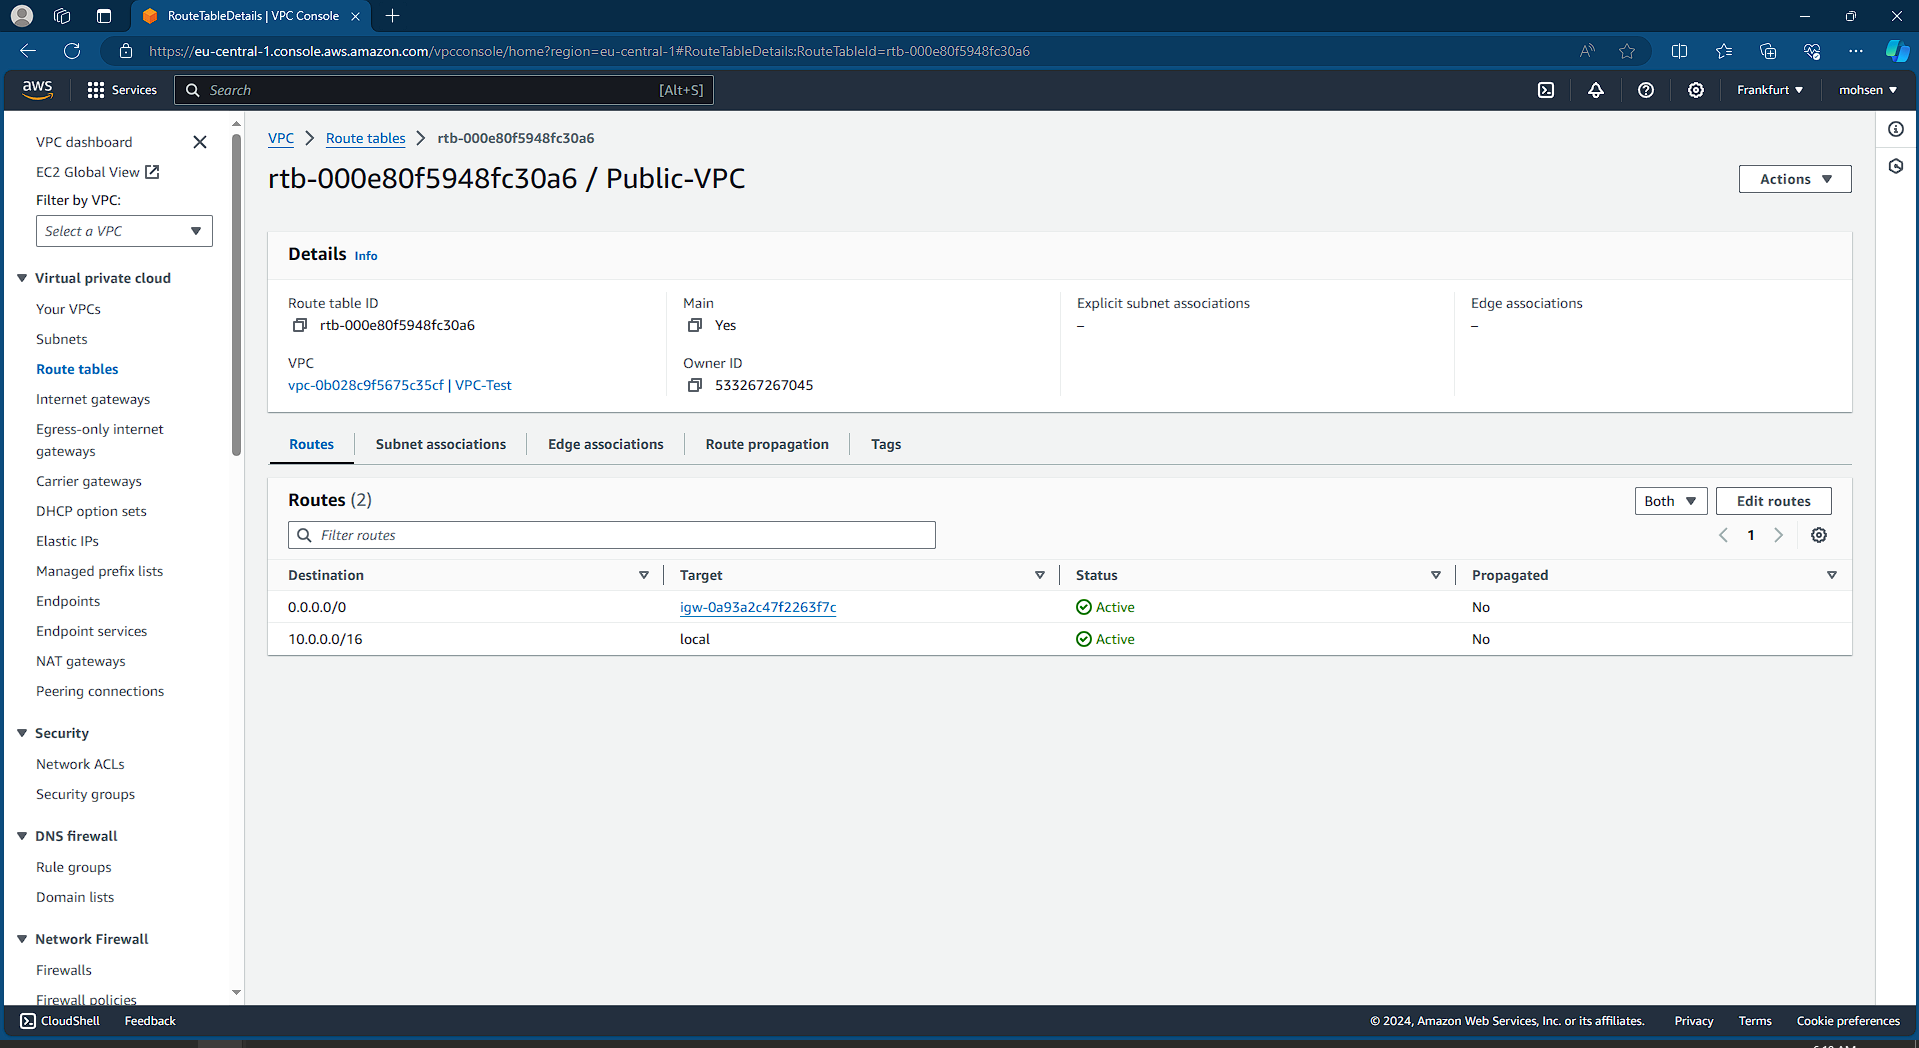 RouteTableDetails | VPC Console
https://eu-central-1.console.aws.amazon.com/vpcconsole/home?region=eu-central-1#RouteTableDetails:RouteTableId=rtb-000e80f5948fc30a6
aws
Services
Search
[Alt+S]
Frankfurt
mohsen
VPC dashboard
EC2 Global View
Filter by VPC:
Select a VPC
Virtual private cloud
Your VPCs
Subnets
Route tables
Internet gateways
Egress-only internet
gateways
Carrier gateways
DHCP option sets
Elastic IPs
Managed prefix lists
Endpoints
Endpoint services
NAT gateways
Peering connections
Security
Network ACLs
Security groups
DNS firewall
Rule groups
Domain lists
Network Firewall
Firewalls
Firewall policies
VPC > Route tables > rtb-000e80f5948fc30a6
rtb-000e80f5948fc30a6 / Public-VPC
Actions
Details Info
Route table ID
rtb-000e80f5948fc30a6
Main
Yes
Explicit subnet associations
–
Edge associations
–
VPC
vpc-0b028c9f5675c35cf | VPC-Test
Owner ID
533267267045
Routes
Subnet associations
Edge associations
Route propagation
Tags
Routes (2)
Both
Edit routes
Filter routes
1
Destination Target Status Propagated
0.0.0.0/0 igw-0a93a2c47f2263f7c Active No
10.0.0.0/16 local Active No
CloudShell
Feedback
© 2024, Amazon Web Services, Inc. or its affiliates.
Privacy
Terms
Cookie preferences